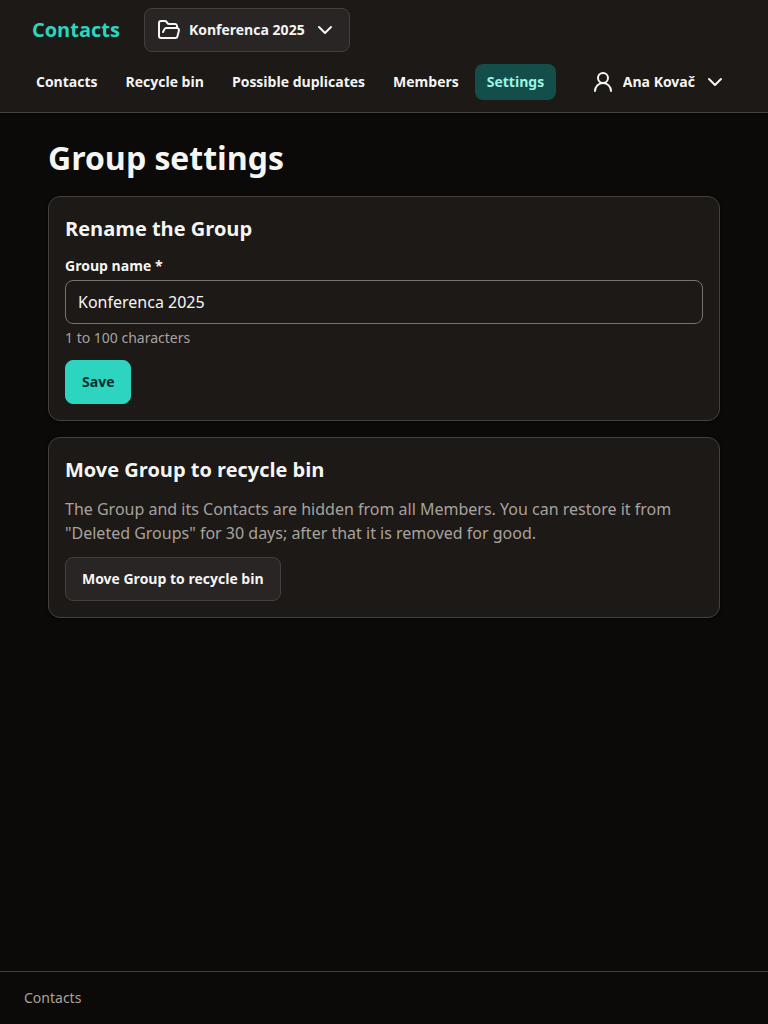 Contacts
Konferenca 2025
Contacts
Recycle bin
Possible duplicates
Members
Settings
Ana Kovač
Group settings
Rename the Group
Group name *
Konferenca 2025
1 to 100 characters
Save
Move Group to recycle bin
The Group and its Contacts are hidden from all Members. You can restore it from
"Deleted Groups" for 30 days; after that it is removed for good.
Move Group to recycle bin
Contacts